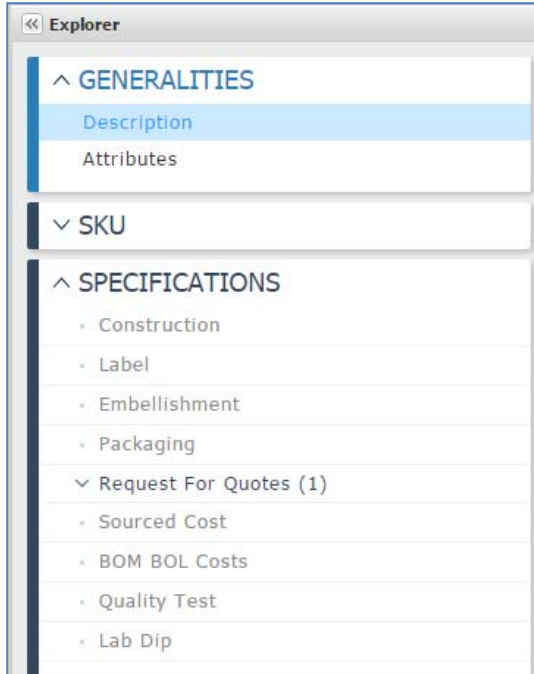 Explorer
GENERALITIES
Description
Attributes
SKU
SPECIFICATIONS
Construction
Label
Embellishment
Packaging
Request For Quotes (1)
Sourced Cost
BOM BOL Costs
Quality Test
Lab Dip